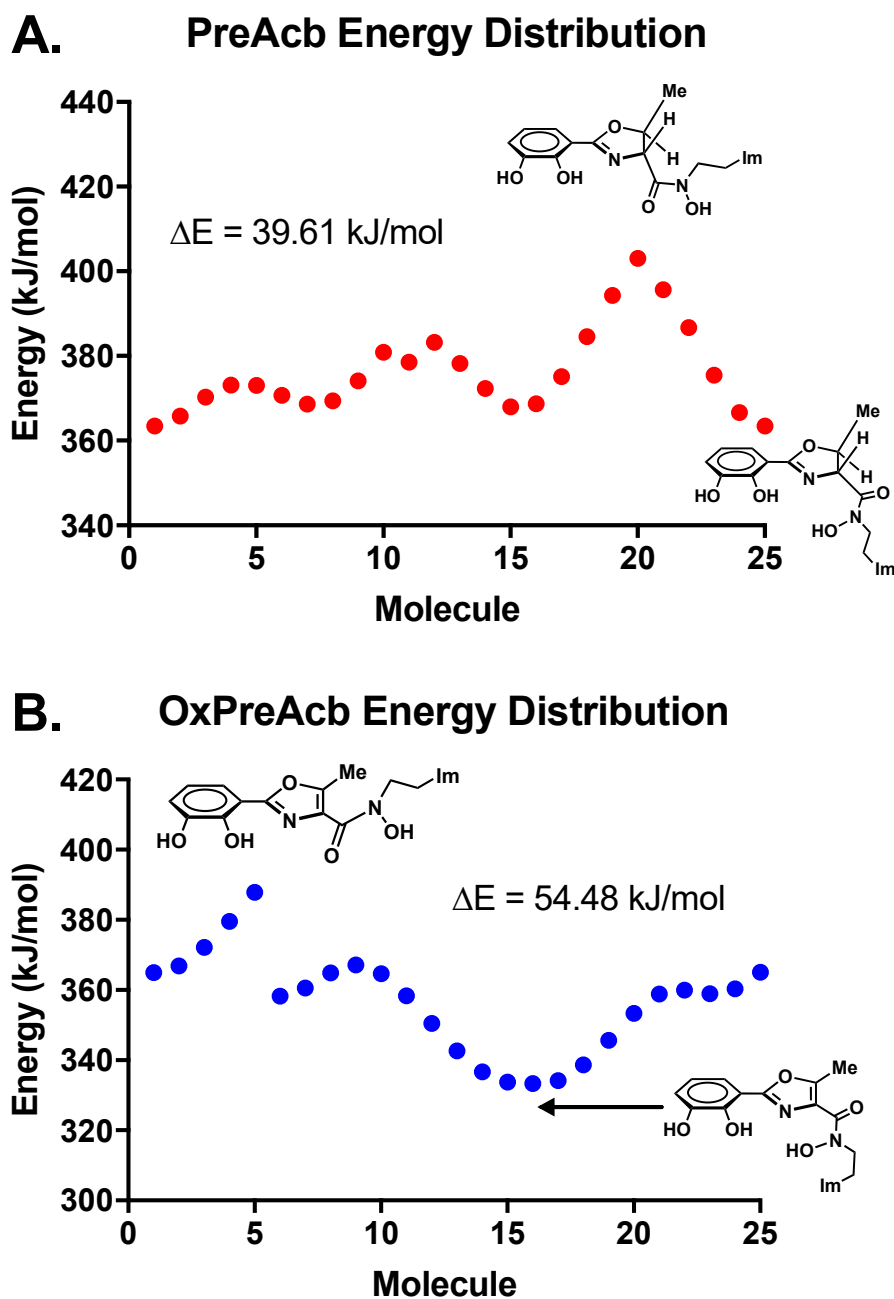 A. PreAcb Energy Distribution
Energy (kJ/mol)
440
420
400
380
360
340
ΔE = 39.61 kJ/mol
Me
O
H
H
N
HO
OH
O
N
OH
Im
Me
O
H
H
N
HO
OH
O
N
HO
Im
0 5 10 15 20 25
Molecule
B. OxPreAcb Energy Distribution
Energy (kJ/mol)
420
400
380
360
340
320
300
O
Me
Im
N
N
OH
HO
OH
O
ΔE = 54.48 kJ/mol
O
Me
N
O
HO
OH
HO
N
Im
0 5 10 15 20 25
Molecule